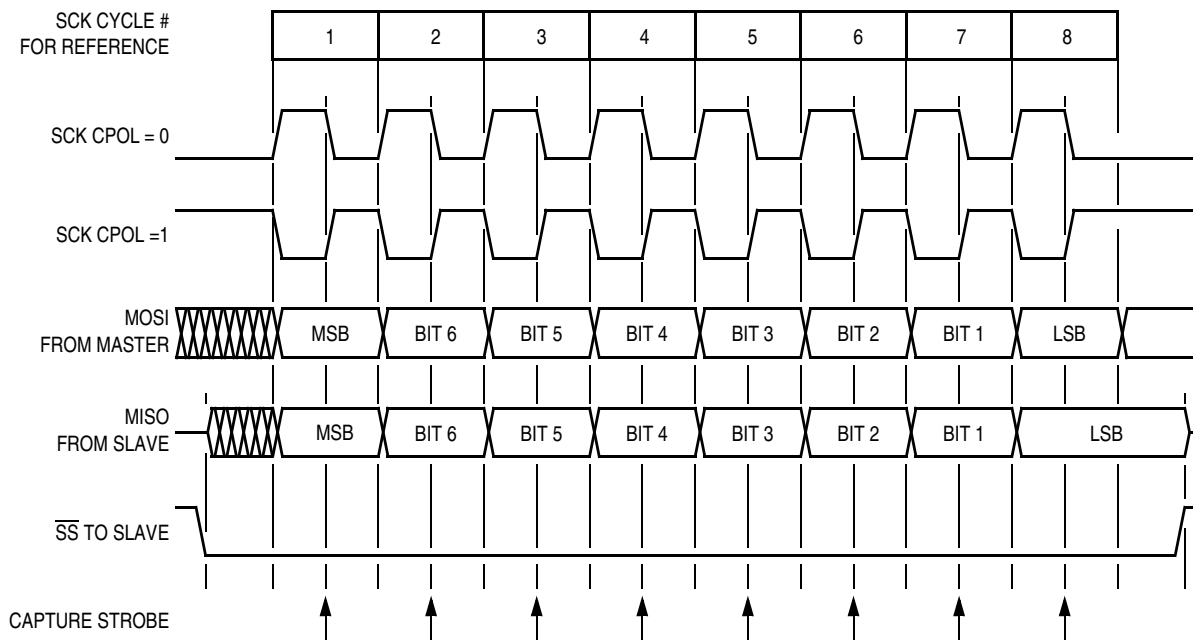 SCK CYCLE #
FOR REFERENCE
1 2 3 4 5 6 7 8
SCK CPOL = 0
SCK CPOL =1
MOSI
FROM MASTER
MSB BIT 6 BIT 5 BIT 4 BIT 3 BIT 2 BIT 1 LSB
MISO
FROM SLAVE
MSB BIT 6 BIT 5 BIT 4 BIT 3 BIT 2 BIT 1 LSB
SS TO SLAVE
CAPTURE STROBE